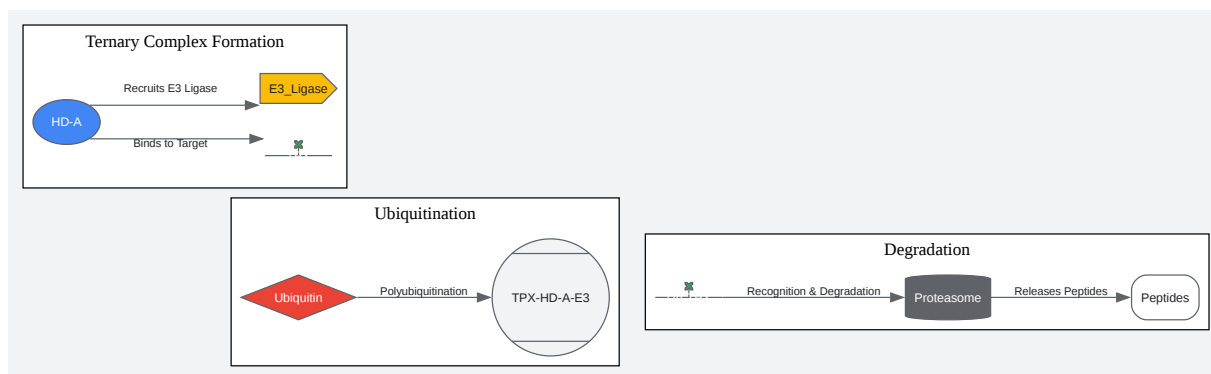 Ternary Complex Formation
Recruits E3 Ligase
E3_Ligase
HD-A
Binds to Target
Ubiquitination
Ubiquitin
Polyubiquitination
TPX-HD-A-E3
Degradation
Recognition & Degradation
Proteasome
Releases Peptides
Peptides